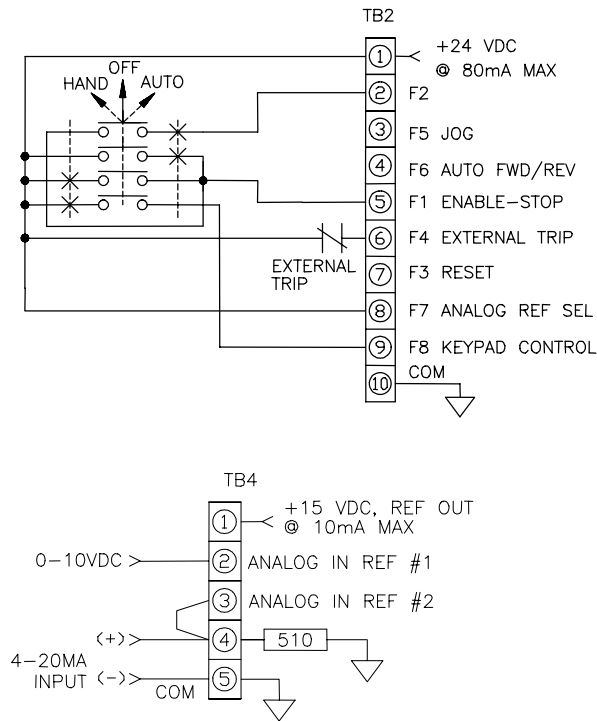 TB2
OFF
HAND
AUTO
1
+24 VDC
@ 80mA MAX
2
F2
3
F5 JOG
4
F6 AUTO FWD/REV
5
F1 ENABLE-STOP
6
F4 EXTERNAL TRIP
EXTERNAL
TRIP
7
F3 RESET
8
F7 ANALOG REF SEL
9
F8 KEYPAD CONTROL
10
COM
TB4
1
+15 VDC, REF OUT
@ 10mA MAX
0-10VDC
2
ANALOG IN REF #1
3
ANALOG IN REF #2
(+)
4
510
4-20MA
INPUT (-)
COM
5